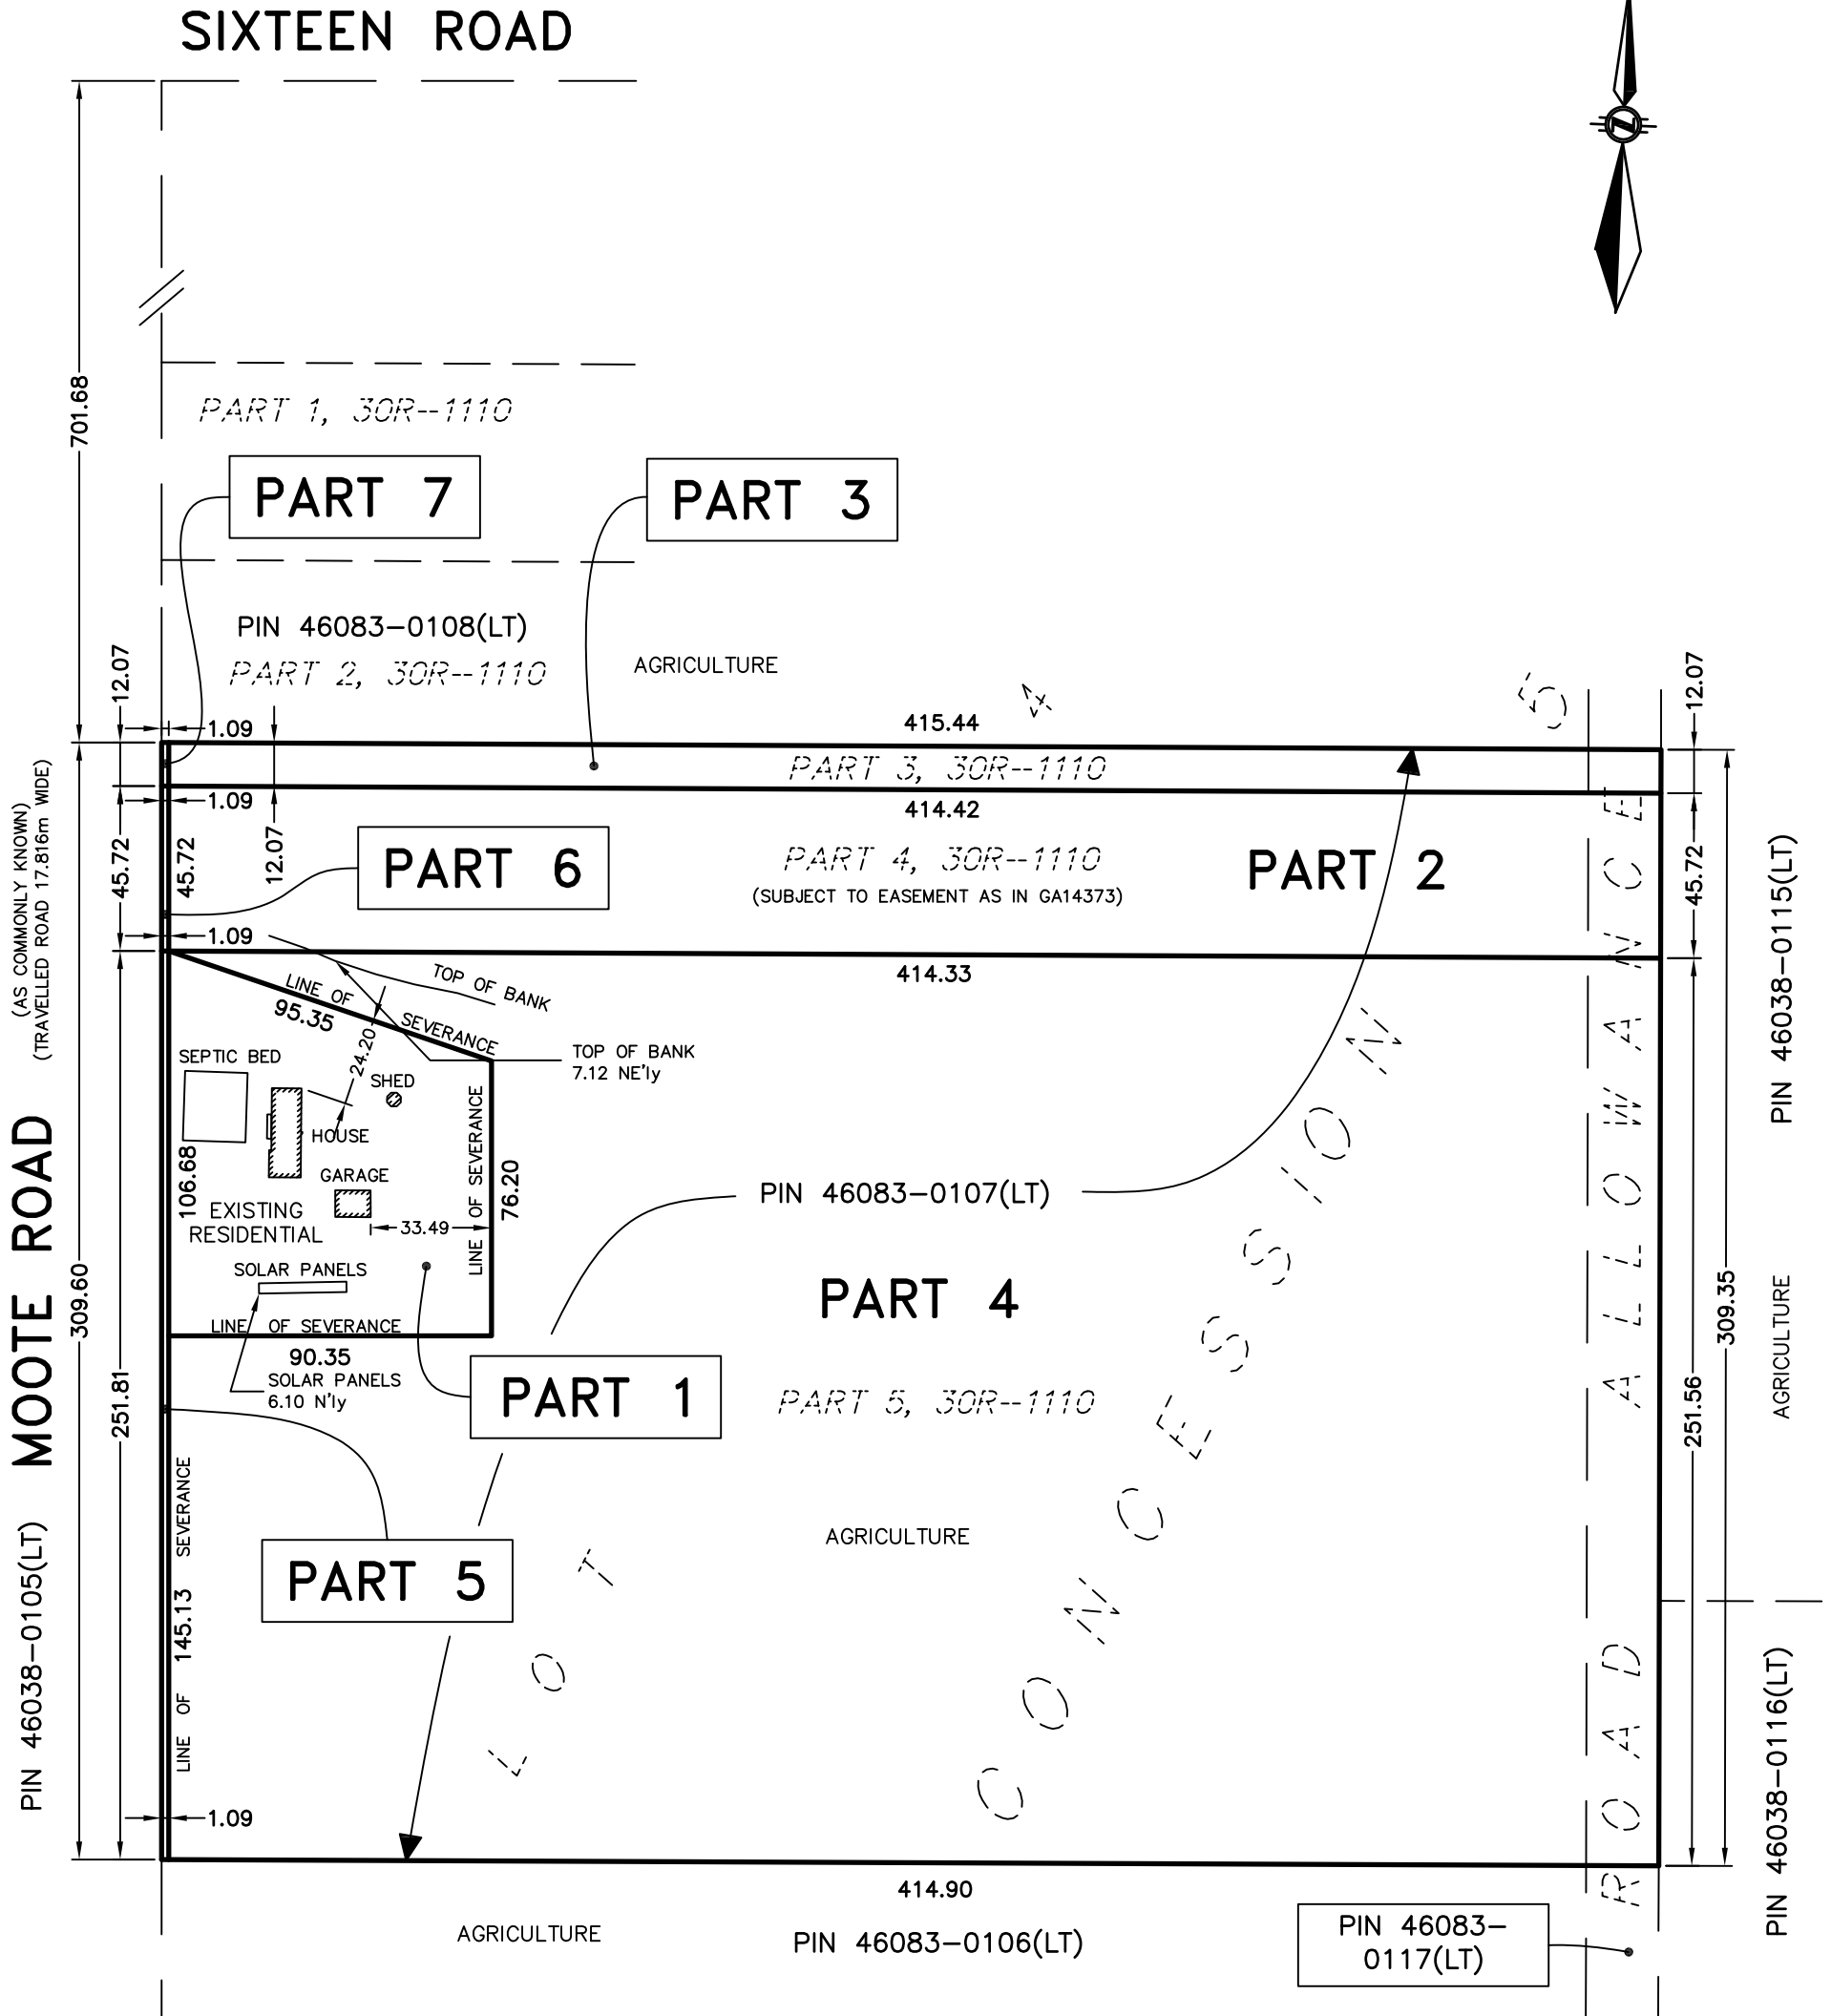 SIXTEEN ROAD
N
701.68
PART 1, 30R--1110
PART 7
PART 3
PIN 46083-0108(LT)
PART 2, 30R--1110
AGRICULTURE
4
5
12.07
12.07
1.09
415.44
PART 3, 30R--1110
1.09
414.42
45.72
45.72
12.07
PART 6
PART 4, 30R--1110
(SUBJECT TO EASEMENT AS IN GA14373)
PART 2
45.72
1.09
414.33
(AS COMMONLY KNOWN)
(TRAVELLED ROAD 17.816m WIDE)
MOOTE ROAD
PIN 46038-0105(LT)
309.60
251.81
LINE OF SEVERANCE
95.35
TOP OF BANK
24.20
TOP OF BANK
7.12 NE'ly
SEPTIC BED
SHED
HOUSE
GARAGE
106.68
EXISTING
RESIDENTIAL
33.49
LINE OF SEVERANCE
76.20
SOLAR PANELS
LINE OF SEVERANCE
90.35
SOLAR PANELS
6.10 N'ly
PIN 46083-0107(LT)
PART 4
PART 1
PART 5, 30R--1110
AGRICULTURE
PART 5
LINE OF 145.13 SEVERANCE
1.09
LOT
CONCESSION
ROAD ALLOWANCE
251.56
309.35
PIN 46038-0115(LT)
AGRICULTURE
PIN 46038-0116(LT)
414.90
AGRICULTURE
PIN 46083-0106(LT)
PIN 46083-
0117(LT)